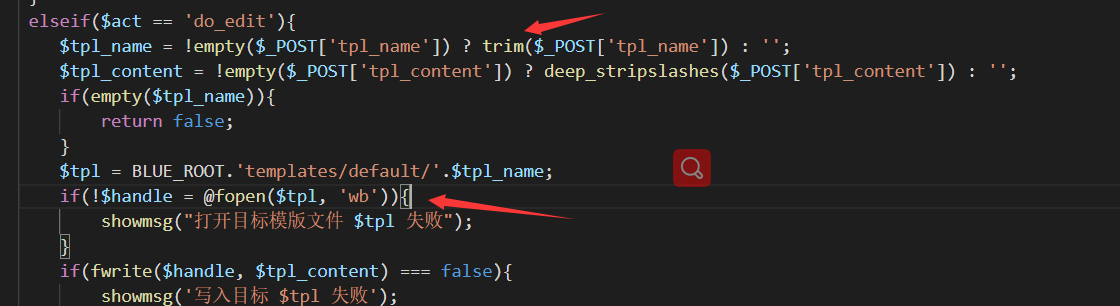 elseif($act == 'do_edit'){
$tpl_name = !empty($_POST['tpl_name']) ? trim($_POST['tpl_name']) : '';
$tpl_content = !empty($_POST['tpl_content']) ? deep_stripslashes($_POST['tpl_content']) : '';
if(empty($tpl_name)){
return false;
}
$tpl = BLUE_ROOT.'templates/default/'.$tpl_name;
if(!$handle = @fopen($tpl, 'wb')){
showmsg("打开目标模版文件 $tpl 失败");
}
if(fwrite($handle, $tpl_content) === false){
showmsg('写入目标 $tpl 失败');